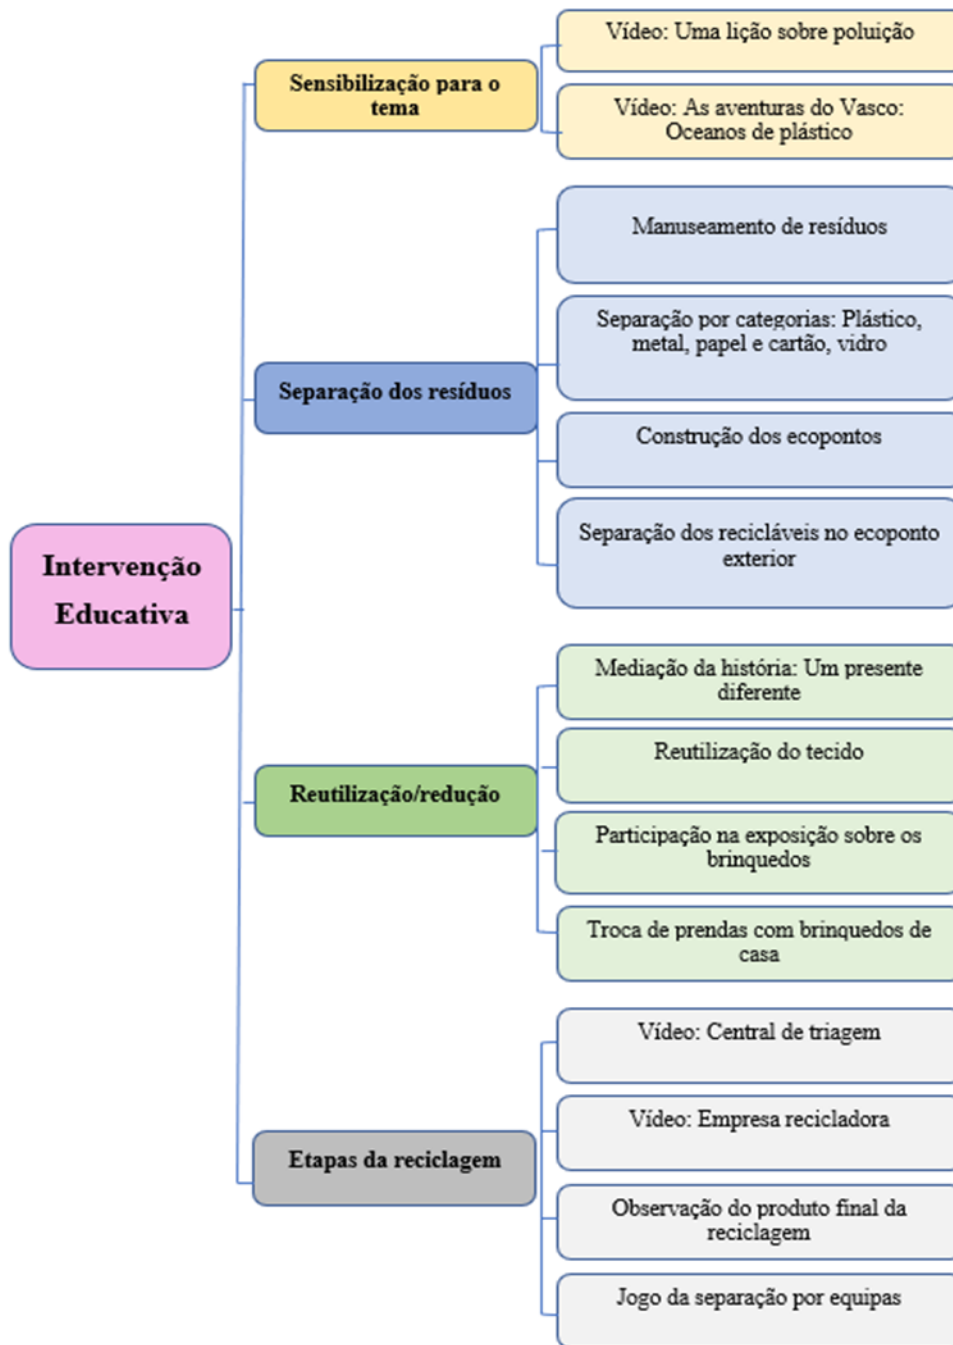 Intervenção
Educativa
Sensibilização para o
tema
Vídeo: Uma lição sobre poluição
Vídeo: As aventuras do Vasco:
Oceanos de plástico
Separação dos resíduos
Manuseamento de resíduos
Separação por categorias: Plástico,
metal, papel e cartão, vidro
Construção dos ecopontos
Separação dos recicláveis no ecoponto
exterior
Reutilização/redução
Mediação da história: Um presente
diferente
Reutilização do tecido
Participação na exposição sobre os
brinquedos
Troca de prendas com brinquedos de
casa
Etapas da reciclagem
Vídeo: Central de triagem
Vídeo: Empresa recicladora
Observação do produto final da
reciclagem
Jogo da separação por equipas